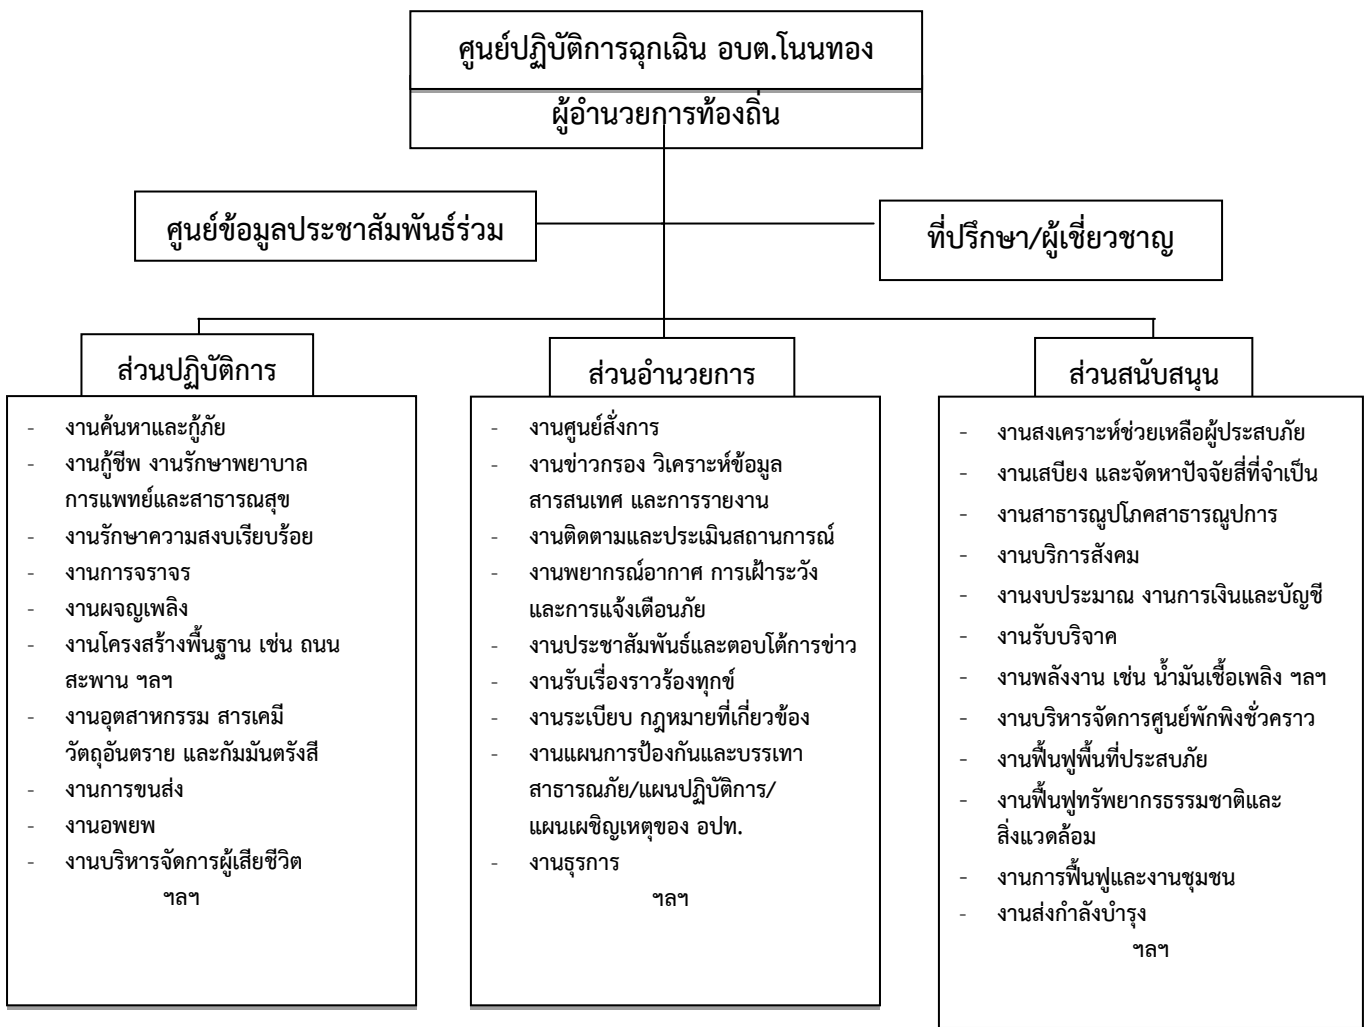 ศูนย์ปฏิบัติการฉุกเฉิน อบต.โนนทอง
ผู้อำนวยการท้องถิ่น
ศูนย์ข้อมูลประชาสัมพันธ์ร่วม
ที่ปรึกษา/ผู้เชี่ยวชาญ
ส่วนปฏิบัติการ
- งานค้นหาและกู้ภัย
- งานกู้ชีพ งานรักษาพยาบาล
การแพทย์และสาธารณสุข
- งานรักษาความสงบเรียบร้อย
- งานการจราจร
- งานผจญเพลิง
- งานโครงสร้างพื้นฐาน เช่น ถนน
สะพาน ฯลฯ
- งานอุตสาหกรรม สารเคมี
วัตถุอันตราย และกัมมันตรังสี
- งานการขนส่ง
- งานอพยพ
- งานบริหารจัดการผู้เสียชีวิต
ฯลฯ
ส่วนอำนวยการ
- งานศูนย์สั่งการ
- งานข่าวกรอง วิเคราะห์ข้อมูล
สารสนเทศ และการรายงาน
- งานติดตามและประเมินสถานการณ์
- งานพยากรณ์อากาศ การเฝ้าระวัง
และการแจ้งเตือนภัย
- งานประชาสัมพันธ์และตอบโต้การข่าว
- งานรับเรื่องราวร้องทุกข์
- งานระเบียบ กฎหมายที่เกี่ยวข้อง
- งานแผนการป้องกันและบรรเทา
สาธารณภัย/แผนปฏิบัติการ/
แผนเผชิญเหตุของ อปท.
- งานธุรการ
ฯลฯ
ส่วนสนับสนุน
- งานสงเคราะห์ช่วยเหลือผู้ประสบภัย
- งานเสบียง และจัดหาปัจจัยสี่ที่จำเป็น
- งานสาธารณูปโภคสาธารณูปการ
- งานบริการสังคม
- งานงบประมาณ งานการเงินและบัญชี
- งานรับบริจาค
- งานพลังงาน เช่น น้ำมันเชื้อเพลิง ฯลฯ
- งานบริหารจัดการศูนย์พักพิงชั่วคราว
- งานฟื้นฟูพื้นที่ประสบภัย
- งานฟื้นฟูทรัพยากรธรรมชาติและ
สิ่งแวดล้อม
- งานการฟื้นฟูและงานชุมชน
- งานส่งกำลังบำรุง
ฯลฯ